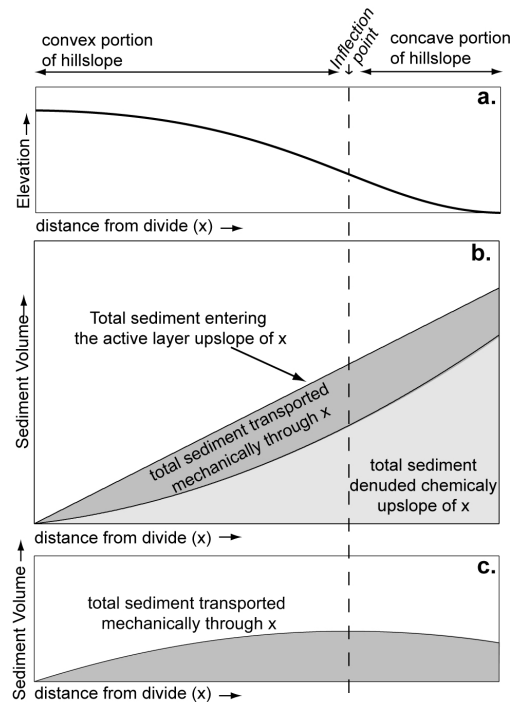 convex portion
of hillslope
Inflection
point
concave portion
of hillslope
a.
Elevation
distance from divide (x)
b.
Total sediment entering
the active layer upslope of x
Sediment Volume
total sediment transported
mechanically through x
total sediment
denuded chemicaly
upslope of x
distance from divide (x)
c.
total sediment transported
mechanically through x
Sediment Volume
distance from divide (x)